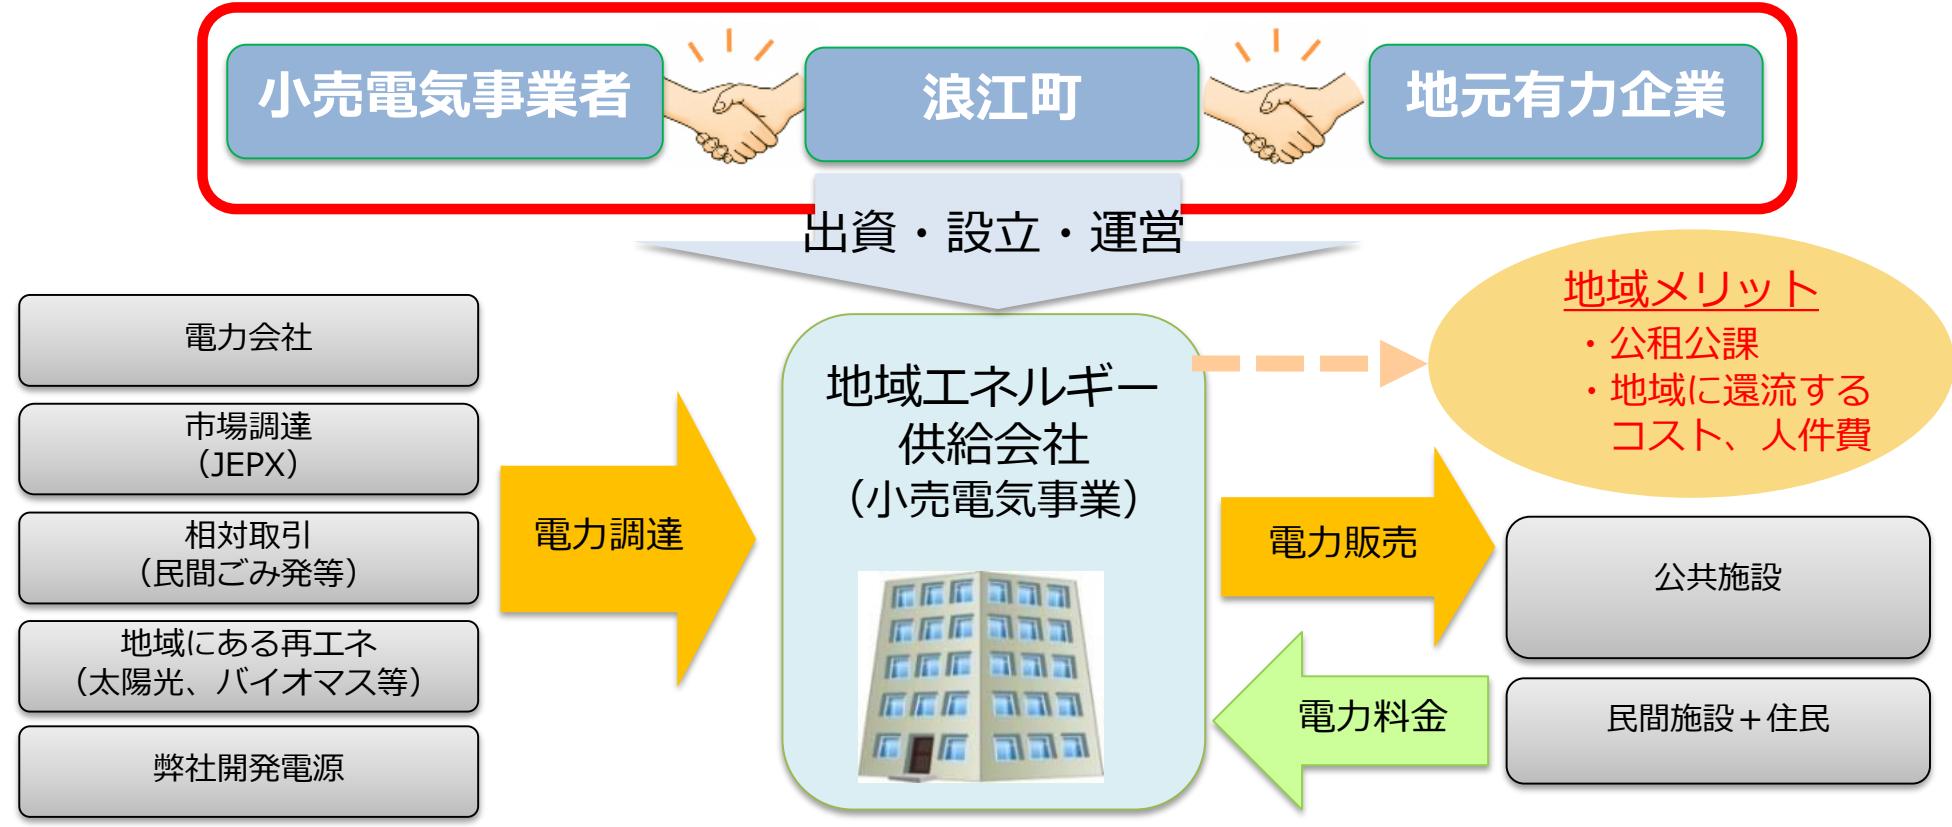 小売電気事業者
浪江町
地元有力企業
出資・設立・運営
電力会社
市場調達
（JEPX）
相対取引
（民間ごみ発等）
地域にある再エネ
（太陽光、バイオマス等）
弊社開発電源
電力調達
地域エネルギー
供給会社
（小売電気事業）
地域メリット
・公租公課
・地域に還流する
コスト、人件費
電力販売
電力料金
公共施設
民間施設＋住民